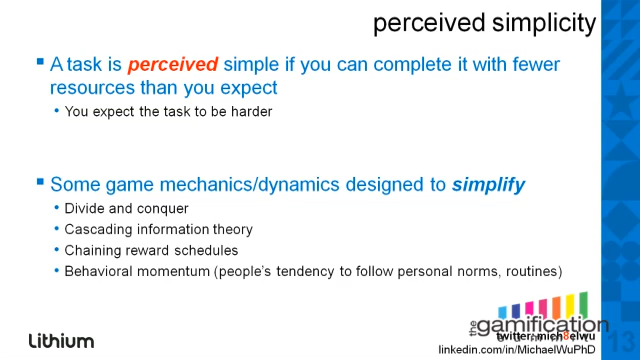 perceived simplicity
A task is perceived simple if you can complete it with fewer
resources than you expect
You expect the task to be harder
Some game mechanics/dynamics designed to simplify
Divide and conquer
Cascading information theory
Chaining reward schedules
Behavioral momentum (people's tendency to follow personal norms, routines)
the gamification
twitter: mich8elwu
linkedin.com/in/MichaelWuPhD
Lithium
13